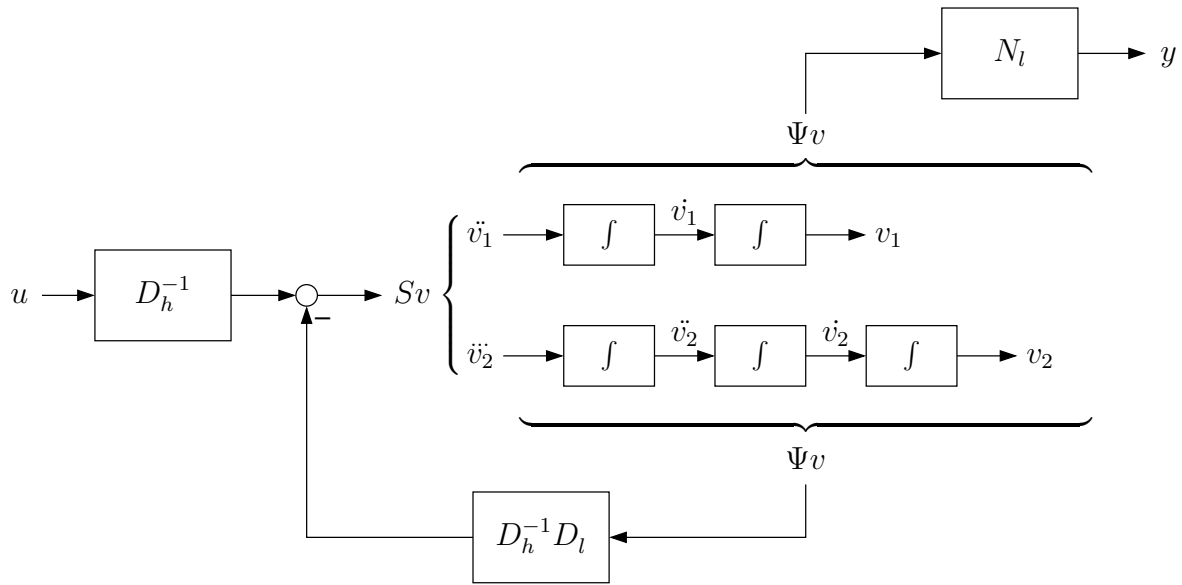 N_l y
Ψv
v̈_1 ∫ v̇_1 ∫ v_1
u D_h^{-1} Sv
−
v⃛_2 ∫ v̈_2 ∫ v̇_2 ∫ v_2
Ψv
D_h^{-1}D_l